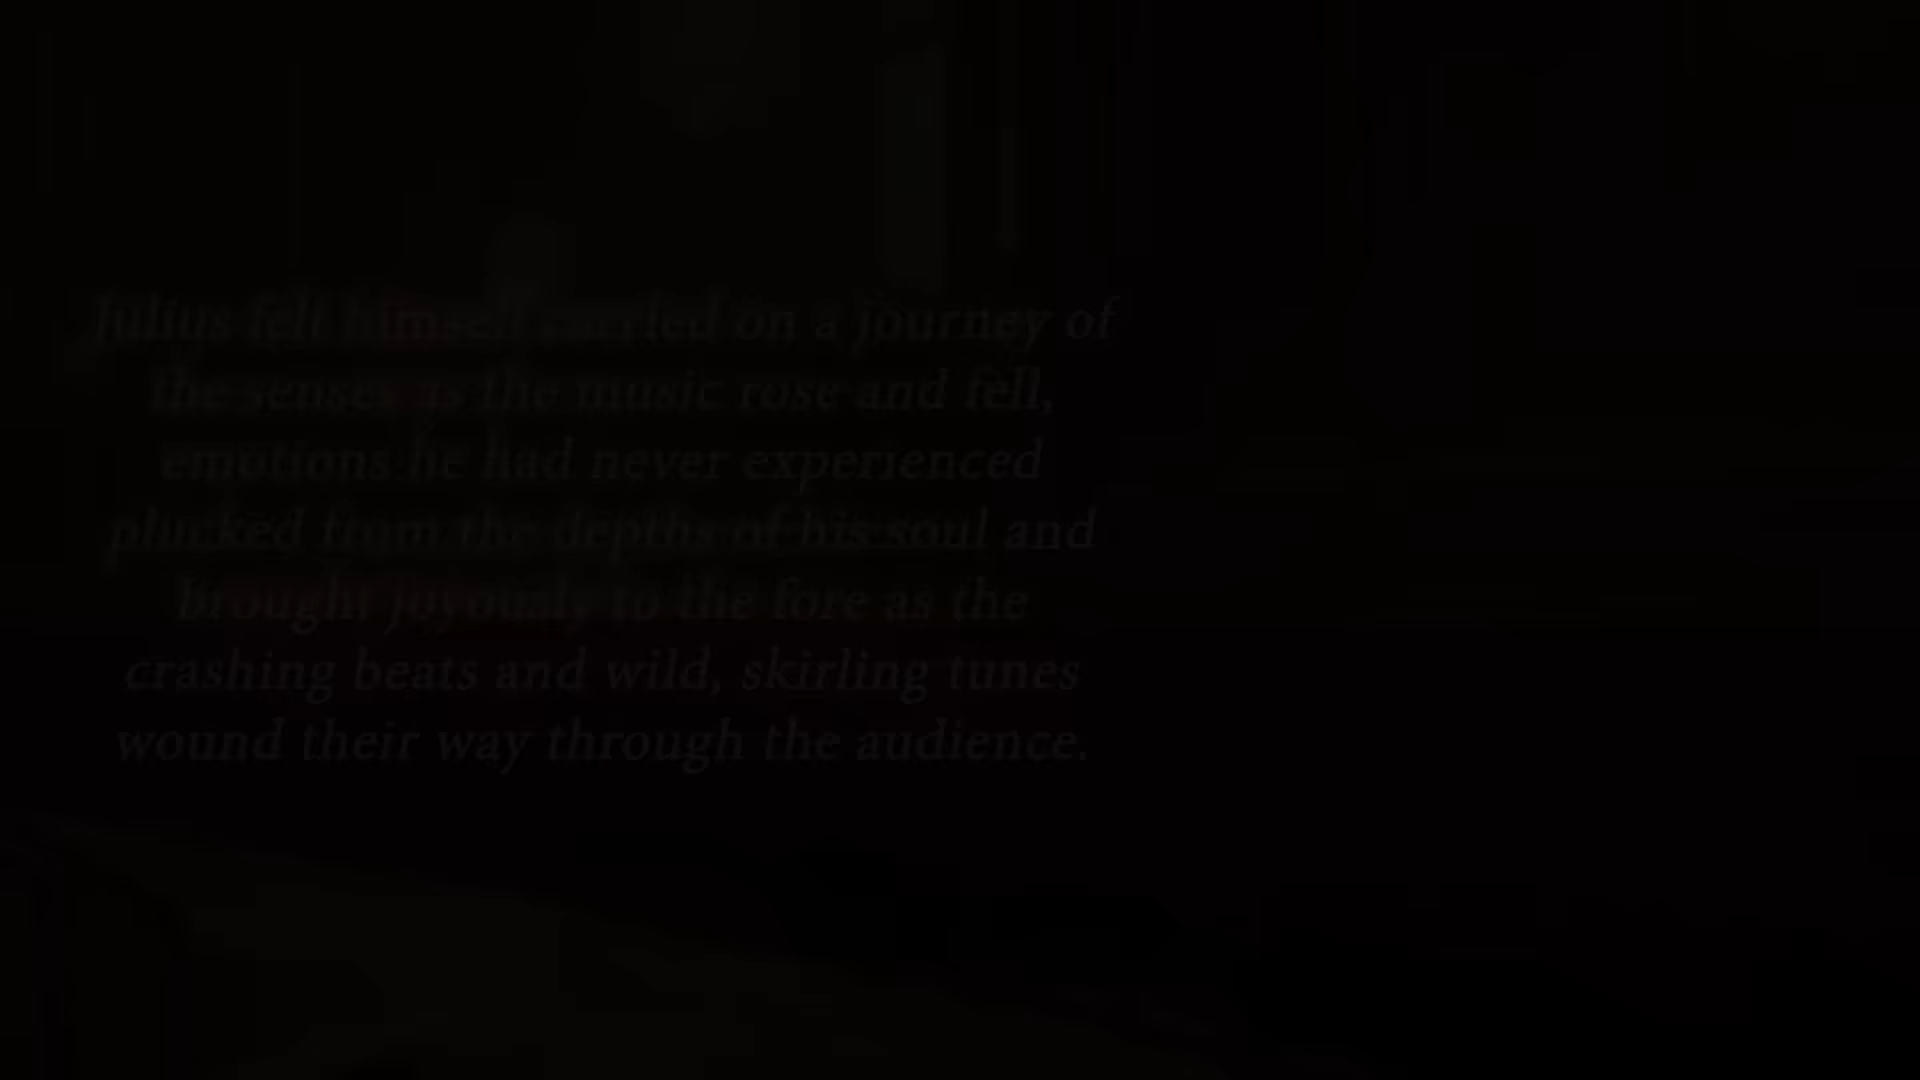 Julius felt himself carried on a journey of
the senses as the music rose and fell,
emotions he had never experienced
plucked from the depths of his soul and
brought joyously to the fore as the
crashing beats and wild, skirling tunes
wound their way through the audience.